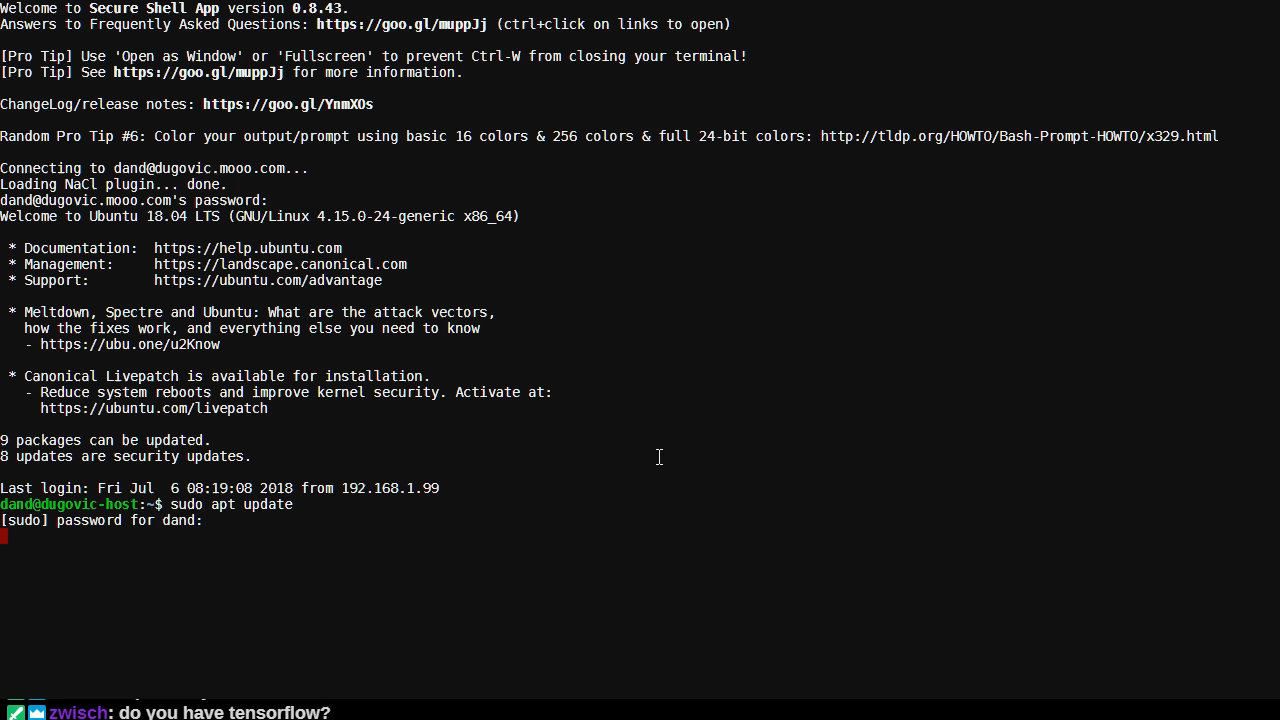 Welcome to Secure Shell App version 0.8.43.
Answers to Frequently Asked Questions: https://goo.gl/muppJj (ctrl+click on links to open)
[Pro Tip] Use 'Open as Window' or 'Fullscreen' to prevent Ctrl-W from closing your terminal!
[Pro Tip] See https://goo.gl/muppJj for more information.
ChangeLog/release notes: https://goo.gl/YnmXOs
Random Pro Tip #6: Color your output/prompt using basic 16 colors & 256 colors & full 24-bit colors: http://tldp.org/HOWTO/Bash-Prompt-HOWTO/x329.html
Connecting to dand@dugovic.mooo.com...
Loading NaCl plugin... done.
dand@dugovic.mooo.com's password:
Welcome to Ubuntu 18.04 LTS (GNU/Linux 4.15.0-24-generic x86_64)
* Documentation:  https://help.ubuntu.com
* Management:     https://landscape.canonical.com
* Support:        https://ubuntu.com/advantage
* Meltdown, Spectre and Ubuntu: What are the attack vectors,
how the fixes work, and everything else you need to know
- https://ubu.one/u2Know
* Canonical Livepatch is available for installation.
- Reduce system reboots and improve kernel security. Activate at:
https://ubuntu.com/livepatch
9 packages can be updated.
8 updates are security updates.
Last login: Fri Jul  6 08:19:08 2018 from 192.168.1.99
dand@dugovic-host:~$ sudo apt update
[sudo] password for dand:
zwisch: do you have tensorflow?